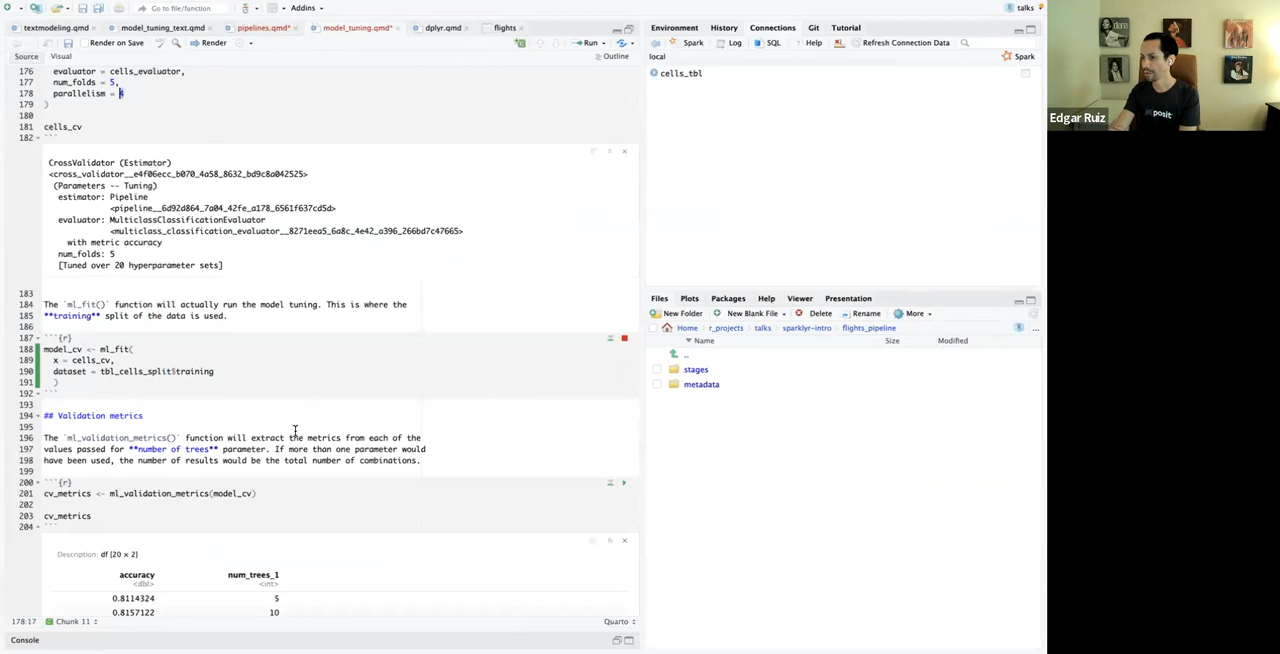 Go to file/function
Addins
talks
textmodeling.qmd
model_tuning_text.qmd
pipelines.qmd*
model_tuning.qmd*
dplyr.qmd
flights
Render on Save
Render
Run
Source
Visual
Outline
176 evaluator = cells_evaluator,
177 num_folds = 5,
178 parallelism = 4
179 )
180
181 cells_cv
182 ```
CrossValidator (Estimator)
<cross_validator__e4f06ecc_b070_4a58_8632_bd9c8a042525>
(Parameters -- Tuning)
estimator: Pipeline
<pipeline__6d92d864_7a04_42fe_a178_6561f637cd5d>
evaluator: MulticlassClassificationEvaluator
<multiclass_classification_evaluator__8271eea5_6a8c_4e42_a396_266bd7c47665>
with metric accuracy
num_folds: 5
[Tuned over 20 hyperparameter sets]
183
184 The `ml_fit()` function will actually run the model tuning. This is where the
185 **training** split of the data is used.
186
187 ```{r}
188 model_cv <- ml_fit(
189 x = cells_cv,
190 dataset = tbl_cells_split$training
191 )
192 ```
193
194 ## Validation metrics
195
196 The `ml_validation_metrics()` function will extract the metrics from each of the
197 values passed for **number of trees** parameter. If more than one parameter would
198 have been used, the number of results would be the total number of combinations.
199
200 ```{r}
201 cv_metrics <- ml_validation_metrics(model_cv)
202
203 cv_metrics
204 ```
Description: df [20 × 2]
accuracy num_trees_1
<dbl> <int>
0.8114324 5
0.8157122 10
178:17 Chunk 11 Quarto
Console
Environment History Connections Git Tutorial
Spark Log SQL Help Refresh Connection Data
local Spark
cells_tbl
Files Plots Packages Help Viewer Presentation
New Folder New Blank File Delete Rename More
Home r_projects talks sparklyr-intro flights_pipeline
Name Size Modified
..
stages
metadata
Edgar Ruiz
posit